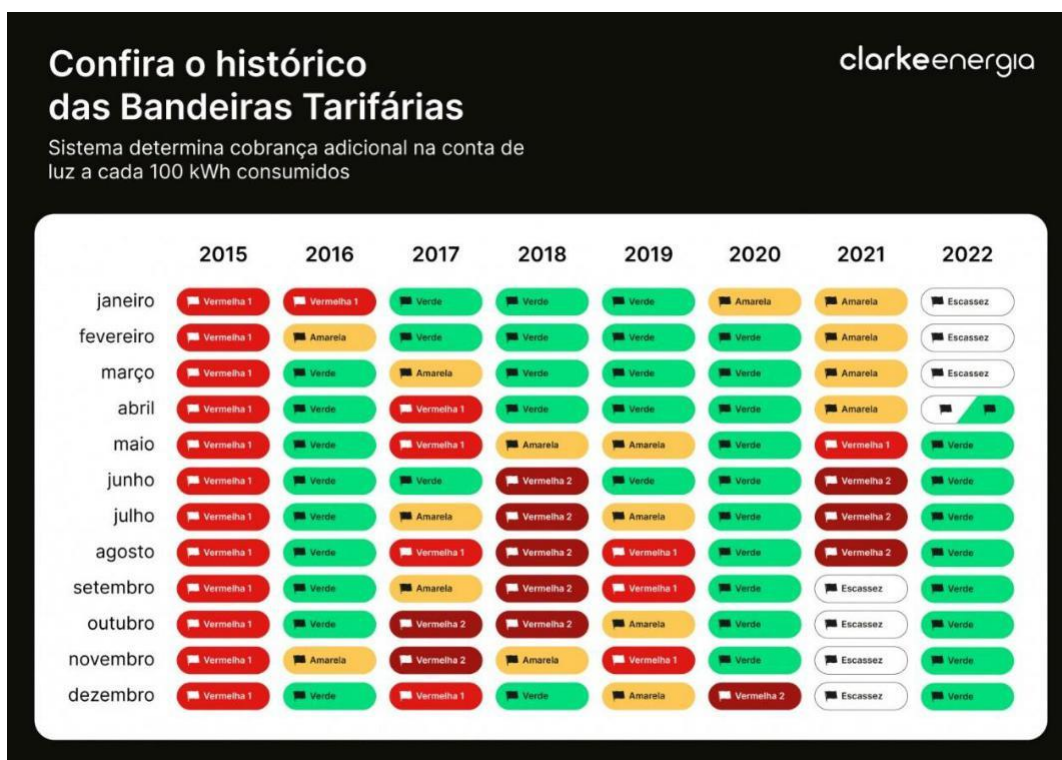 Confira o histórico
das Bandeiras Tarifárias
clarkeenergia
Sistema determina cobrança adicional na conta de
luz a cada 100 kWh consumidos
2015 2016 2017 2018 2019 2020 2021 2022
janeiro Vermelha 1 Vermelha 1 Verde Verde Verde Amarela Amarela Escassez
fevereiro Vermelha 1 Amarela Verde Verde Verde Verde Amarela Escassez
março Vermelha 1 Verde Amarela Verde Verde Verde Amarela Escassez
abril Vermelha 1 Verde Vermelha 1 Verde Verde Verde Amarela
maio Vermelha 1 Verde Vermelha 1 Amarela Amarela Verde Vermelha 1 Verde
junho Vermelha 1 Verde Verde Vermelha 2 Verde Verde Vermelha 2 Verde
julho Vermelha 1 Verde Amarela Vermelha 2 Amarela Verde Vermelha 2 Verde
agosto Vermelha 1 Verde Vermelha 1 Vermelha 2 Vermelha 1 Verde Vermelha 2 Verde
setembro Vermelha 1 Verde Amarela Vermelha 2 Vermelha 1 Verde Escassez Verde
outubro Vermelha 1 Verde Vermelha 2 Vermelha 2 Amarela Verde Escassez Verde
novembro Vermelha 1 Amarela Vermelha 2 Amarela Vermelha 1 Verde Escassez Verde
dezembro Vermelha 1 Verde Vermelha 1 Verde Amarela Vermelha 2 Escassez Verde